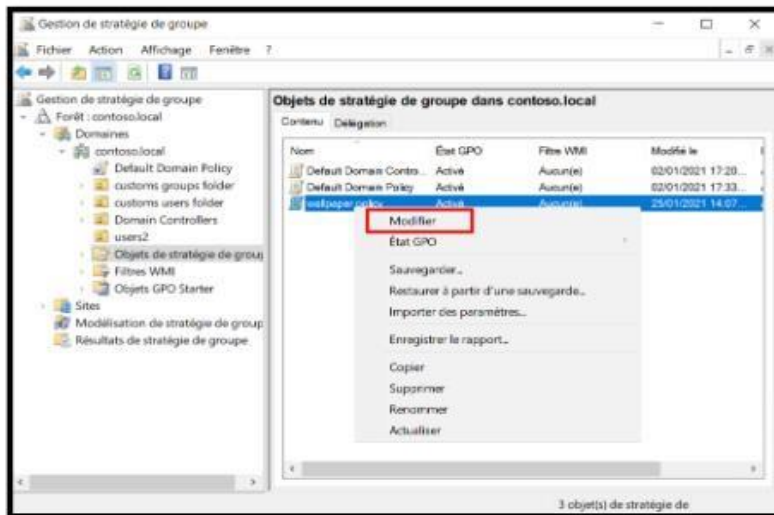 Gestion de stratégie de groupe
Fichier Action Affichage Fenêtre ?
Gestion de stratégie de groupe
Forêt : contoso.local
Domaines
contoso.local
Default Domain Policy
customs groups folder
customs users folder
Domain Controllers
users2
Objets de stratégie de group
Filtres WMI
Objets GPO Starter
Sites
Modélisation de stratégie de group
Résultats de stratégie de groupe
Objets de stratégie de groupe dans contoso.local
Contenu Délégation
Nom État GPO Filtre WMI Modifié le
Default Domain Contro... Activé Aucun(e) 02/01/2021 17:28...
Default Domain Policy Activé Aucun(e) 02/01/2021 17:33...
wallpaper policy Activé Aucun(e) 25/01/2021 14:07...
Modifier
État GPO
Sauvegarder...
Restaurer à partir d'une sauvegarde...
Importer des paramètres...
Enregistrer le rapport...
Copier
Supprimer
Renommer
Actualiser
3 objet(s) de stratégie de